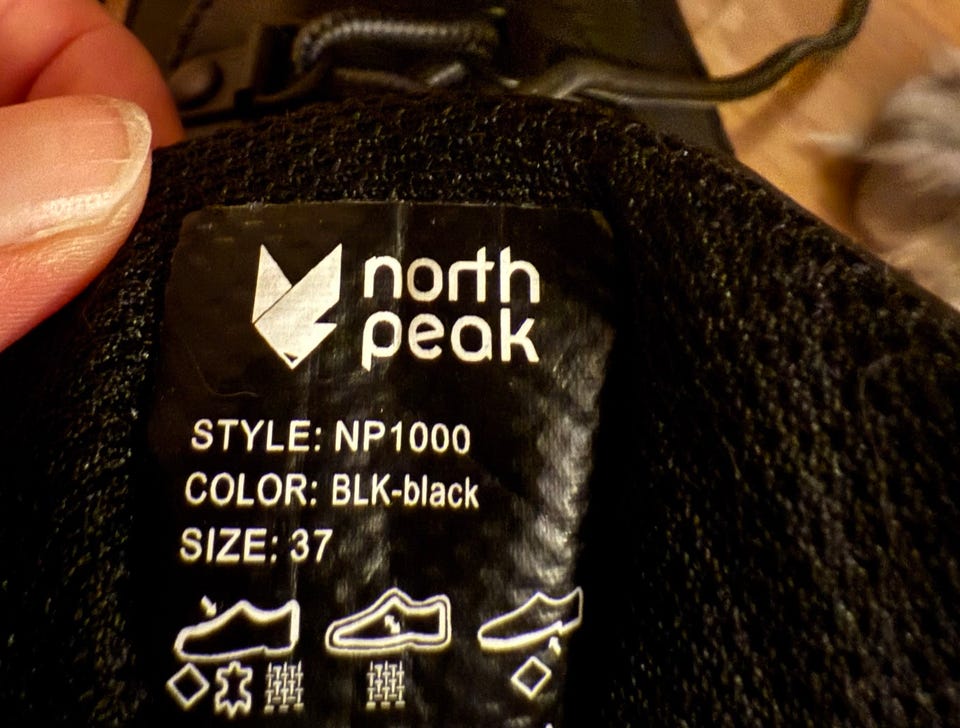 north
peak
STYLE: NP1000
COLOR: BLK-black
SIZE: 37